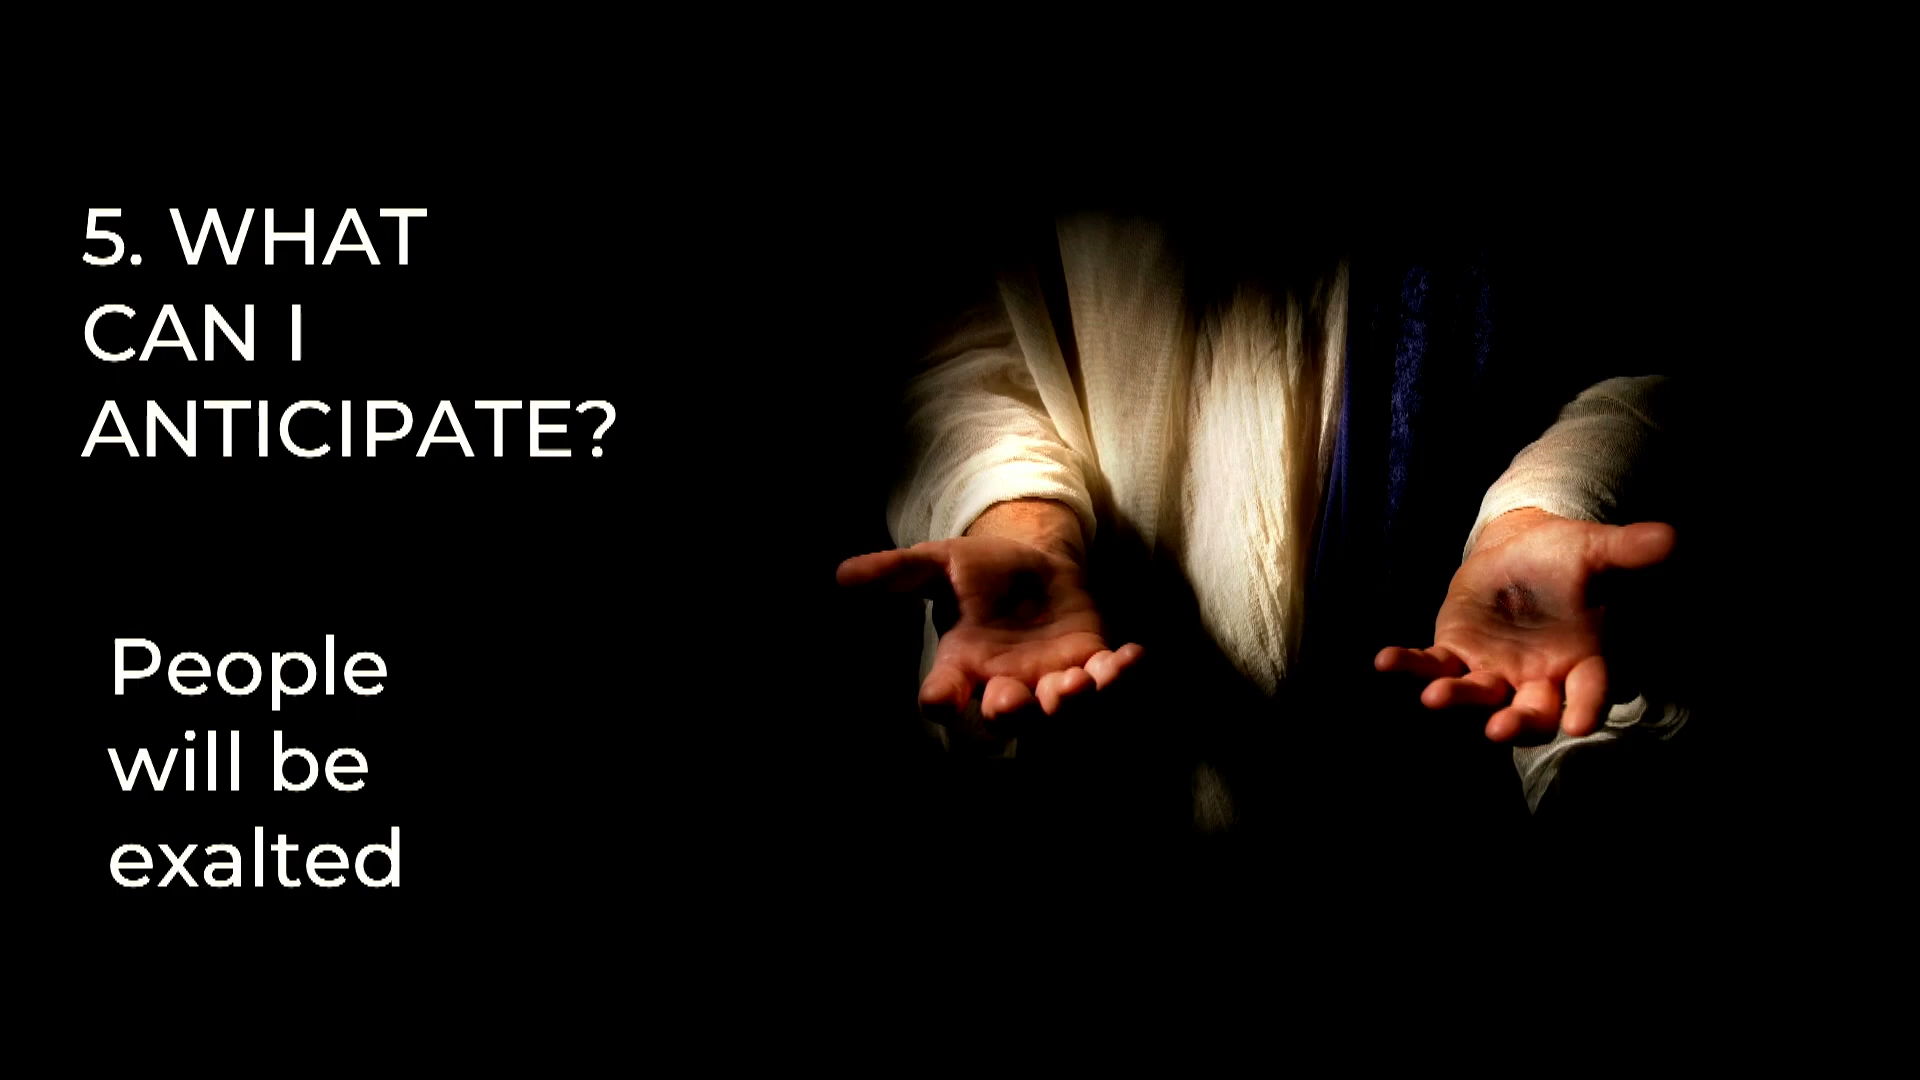 5. WHAT
CAN I
ANTICIPATE?
People
will be
exalted